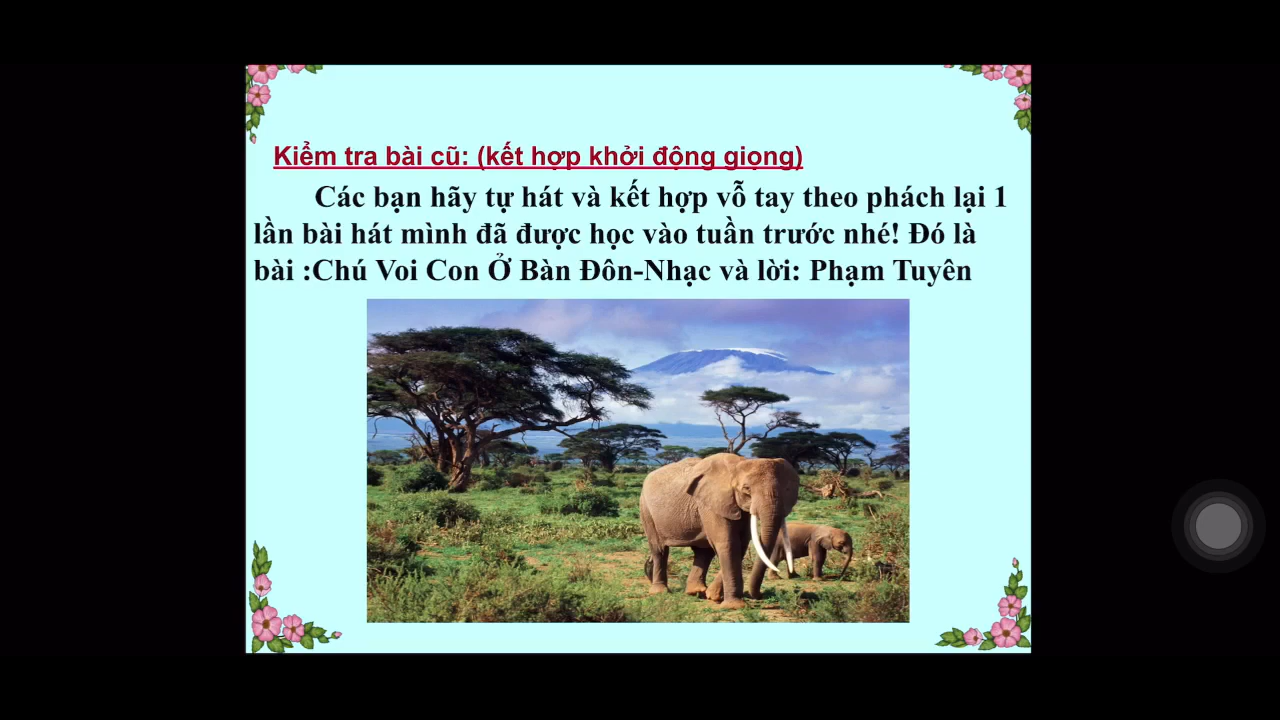 Kiểm tra bài cũ: (kết hợp khởi động giọng)
Các bạn hãy tự hát và kết hợp vỗ tay theo phách lại 1
lần bài hát mình đã được học vào tuần trước nhé! Đó là
bài :Chú Voi Con Ở Bàn Đôn-Nhạc và lời: Phạm Tuyên